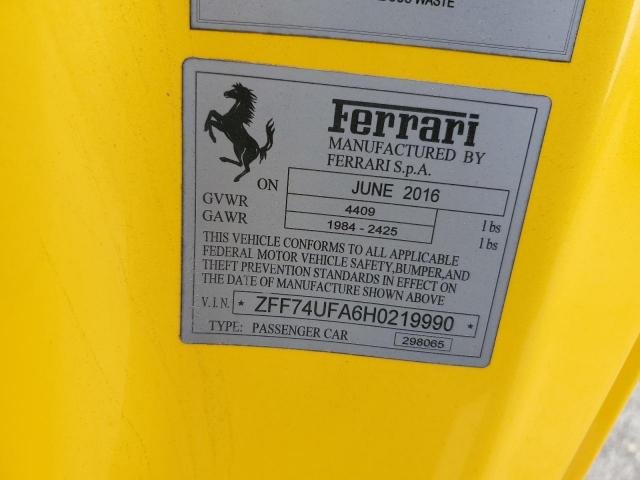 WASTE
Ferrari
MANUFACTURED BY
FERRARI S.p.A.
ON JUNE 2016
GVWR 4409 lbs
GAWR 1984 - 2425 lbs
THIS VEHICLE CONFORMS TO ALL APPLICABLE
FEDERAL MOTOR VEHICLE SAFETY,BUMPER,AND
THEFT PREVENTION STANDARDS IN EFFECT ON
THE DATE OF MANUFACTURE SHOWN ABOVE
V.I.N. * ZFF74UFA6H0219990 *
TYPE: PASSENGER CAR 298065